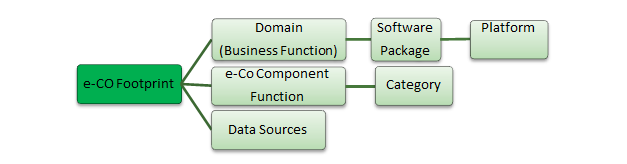 e-CO Footprint
Domain
(Business Function)
Software
Package
Platform
e-Co Component
Function
Category
Data Sources